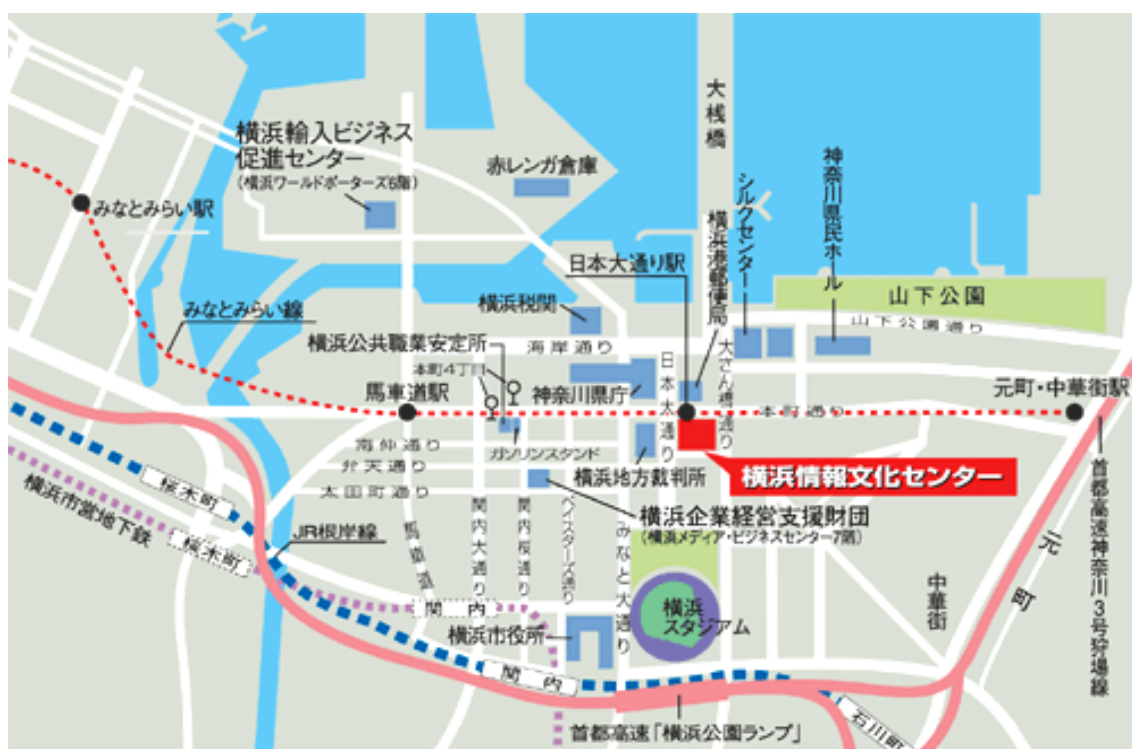 横浜輸入ビジネス
促進センター
(横浜ワールドポーターズ6階)
赤レンガ倉庫
大桟橋
神奈川県民ホール
シルクセンター
横浜港郵便局
みなとみらい駅
日本大通り駅
山下公園
山下公園通り
みなとみらい線
横浜税関
海岸通り
横浜公共職業安定所
本町4丁目
馬車道駅
神奈川県庁
日本大通り
大さん橋通り
本町通り
元町・中華街駅
南仲通り
弁天通り
太田町通り
ガソリンスタンド
横浜地方裁判所
横浜情報文化センター
横浜企業経営支援財団
(横浜メディア・ビジネスセンター7階)
桜木町
横浜市営地下鉄
桜木町
JR根岸線
馬車道
関内大通り
関内桜通り
ベイスターズ通り
みなと大通り
首都高速神奈川3号狩場線
元町
中華街
関内
横浜市役所
横浜
スタジアム
関内
石川町
首都高速「横浜公園ランプ」